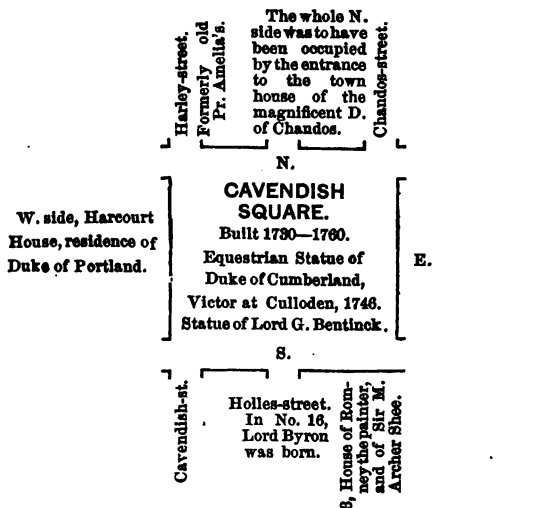 Harley-street.
Formerly old
Pr. Amelia's.
The whole N.
side was to have
been occupied
by the entrance
to the town
house of the
magnificent D.
of Chandos.
Chandos-street.
N.
W. side, Harcourt
House, residence of
Duke of Portland.
CAVENDISH
SQUARE.
Built 1730—1760.
Equestrian Statue of
Duke of Cumberland,
Victor at Culloden, 1746.
Statue of Lord G. Bentinck.
E.
S.
Cavendish-st.
Holles-street.
In No. 16,
Lord Byron
was born.
House of Rom-
ney the painter,
and of Sir M.
Archer Shee.